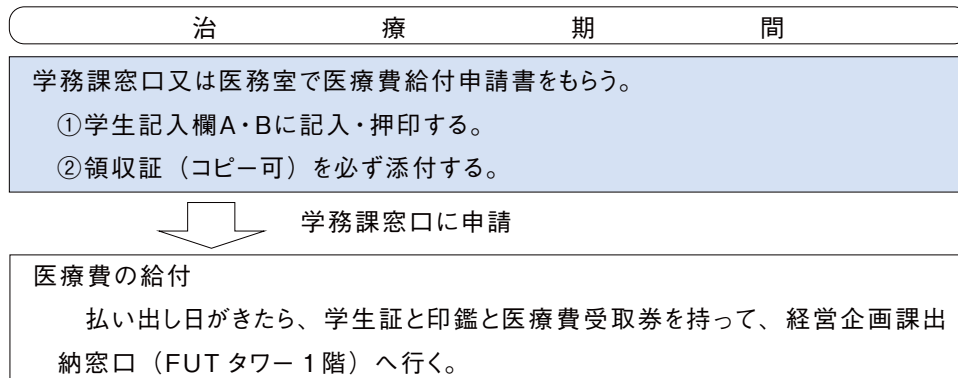 治療期間
学務課窓口又は医務室で医療費給付申請書をもらう。
①学生記入欄A・Bに記入・押印する。
②領収証（コピー可）を必ず添付する。
学務課窓口に申請
医療費の給付
払い出し日がきたら、学生証と印鑑と医療費受取券を持って、経営企画課出
納窓口（FUT タワー 1 階）へ行く。